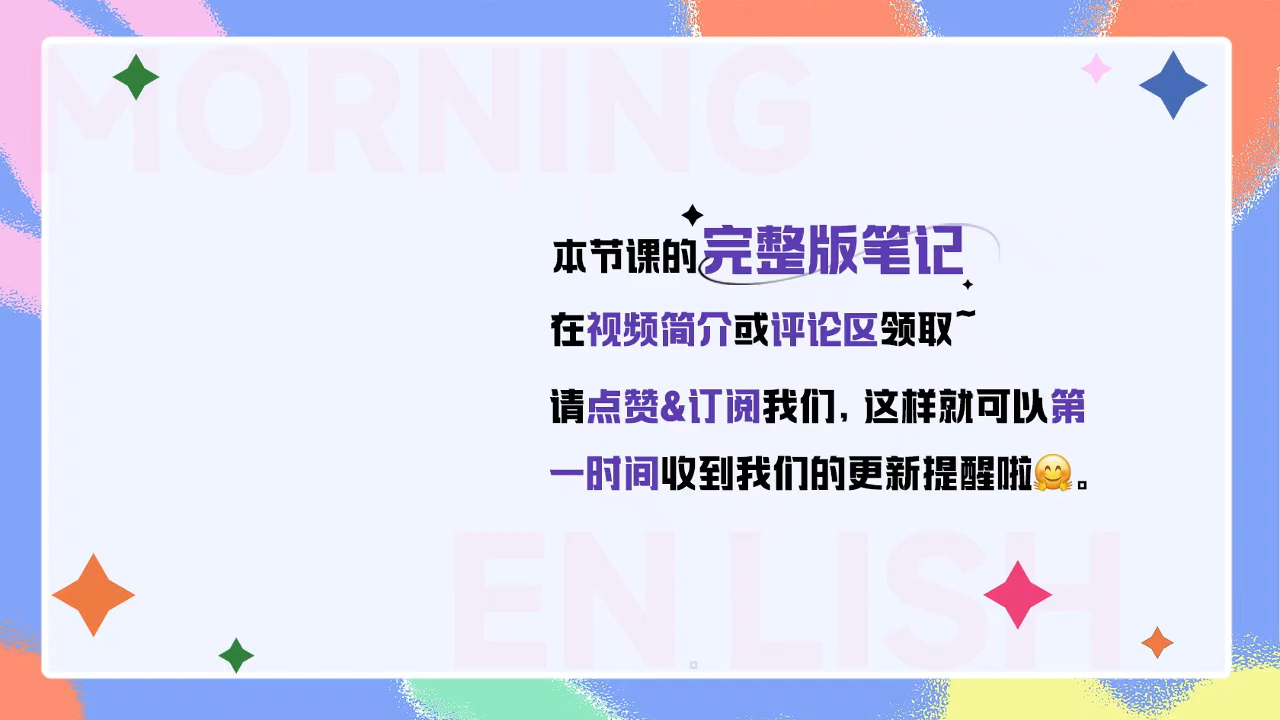 MORNING
本节课的完整版笔记
在视频简介或评论区领取~
请点赞&订阅我们，这样就可以第
一时间收到我们的更新提醒啦🤗。
EN LISH